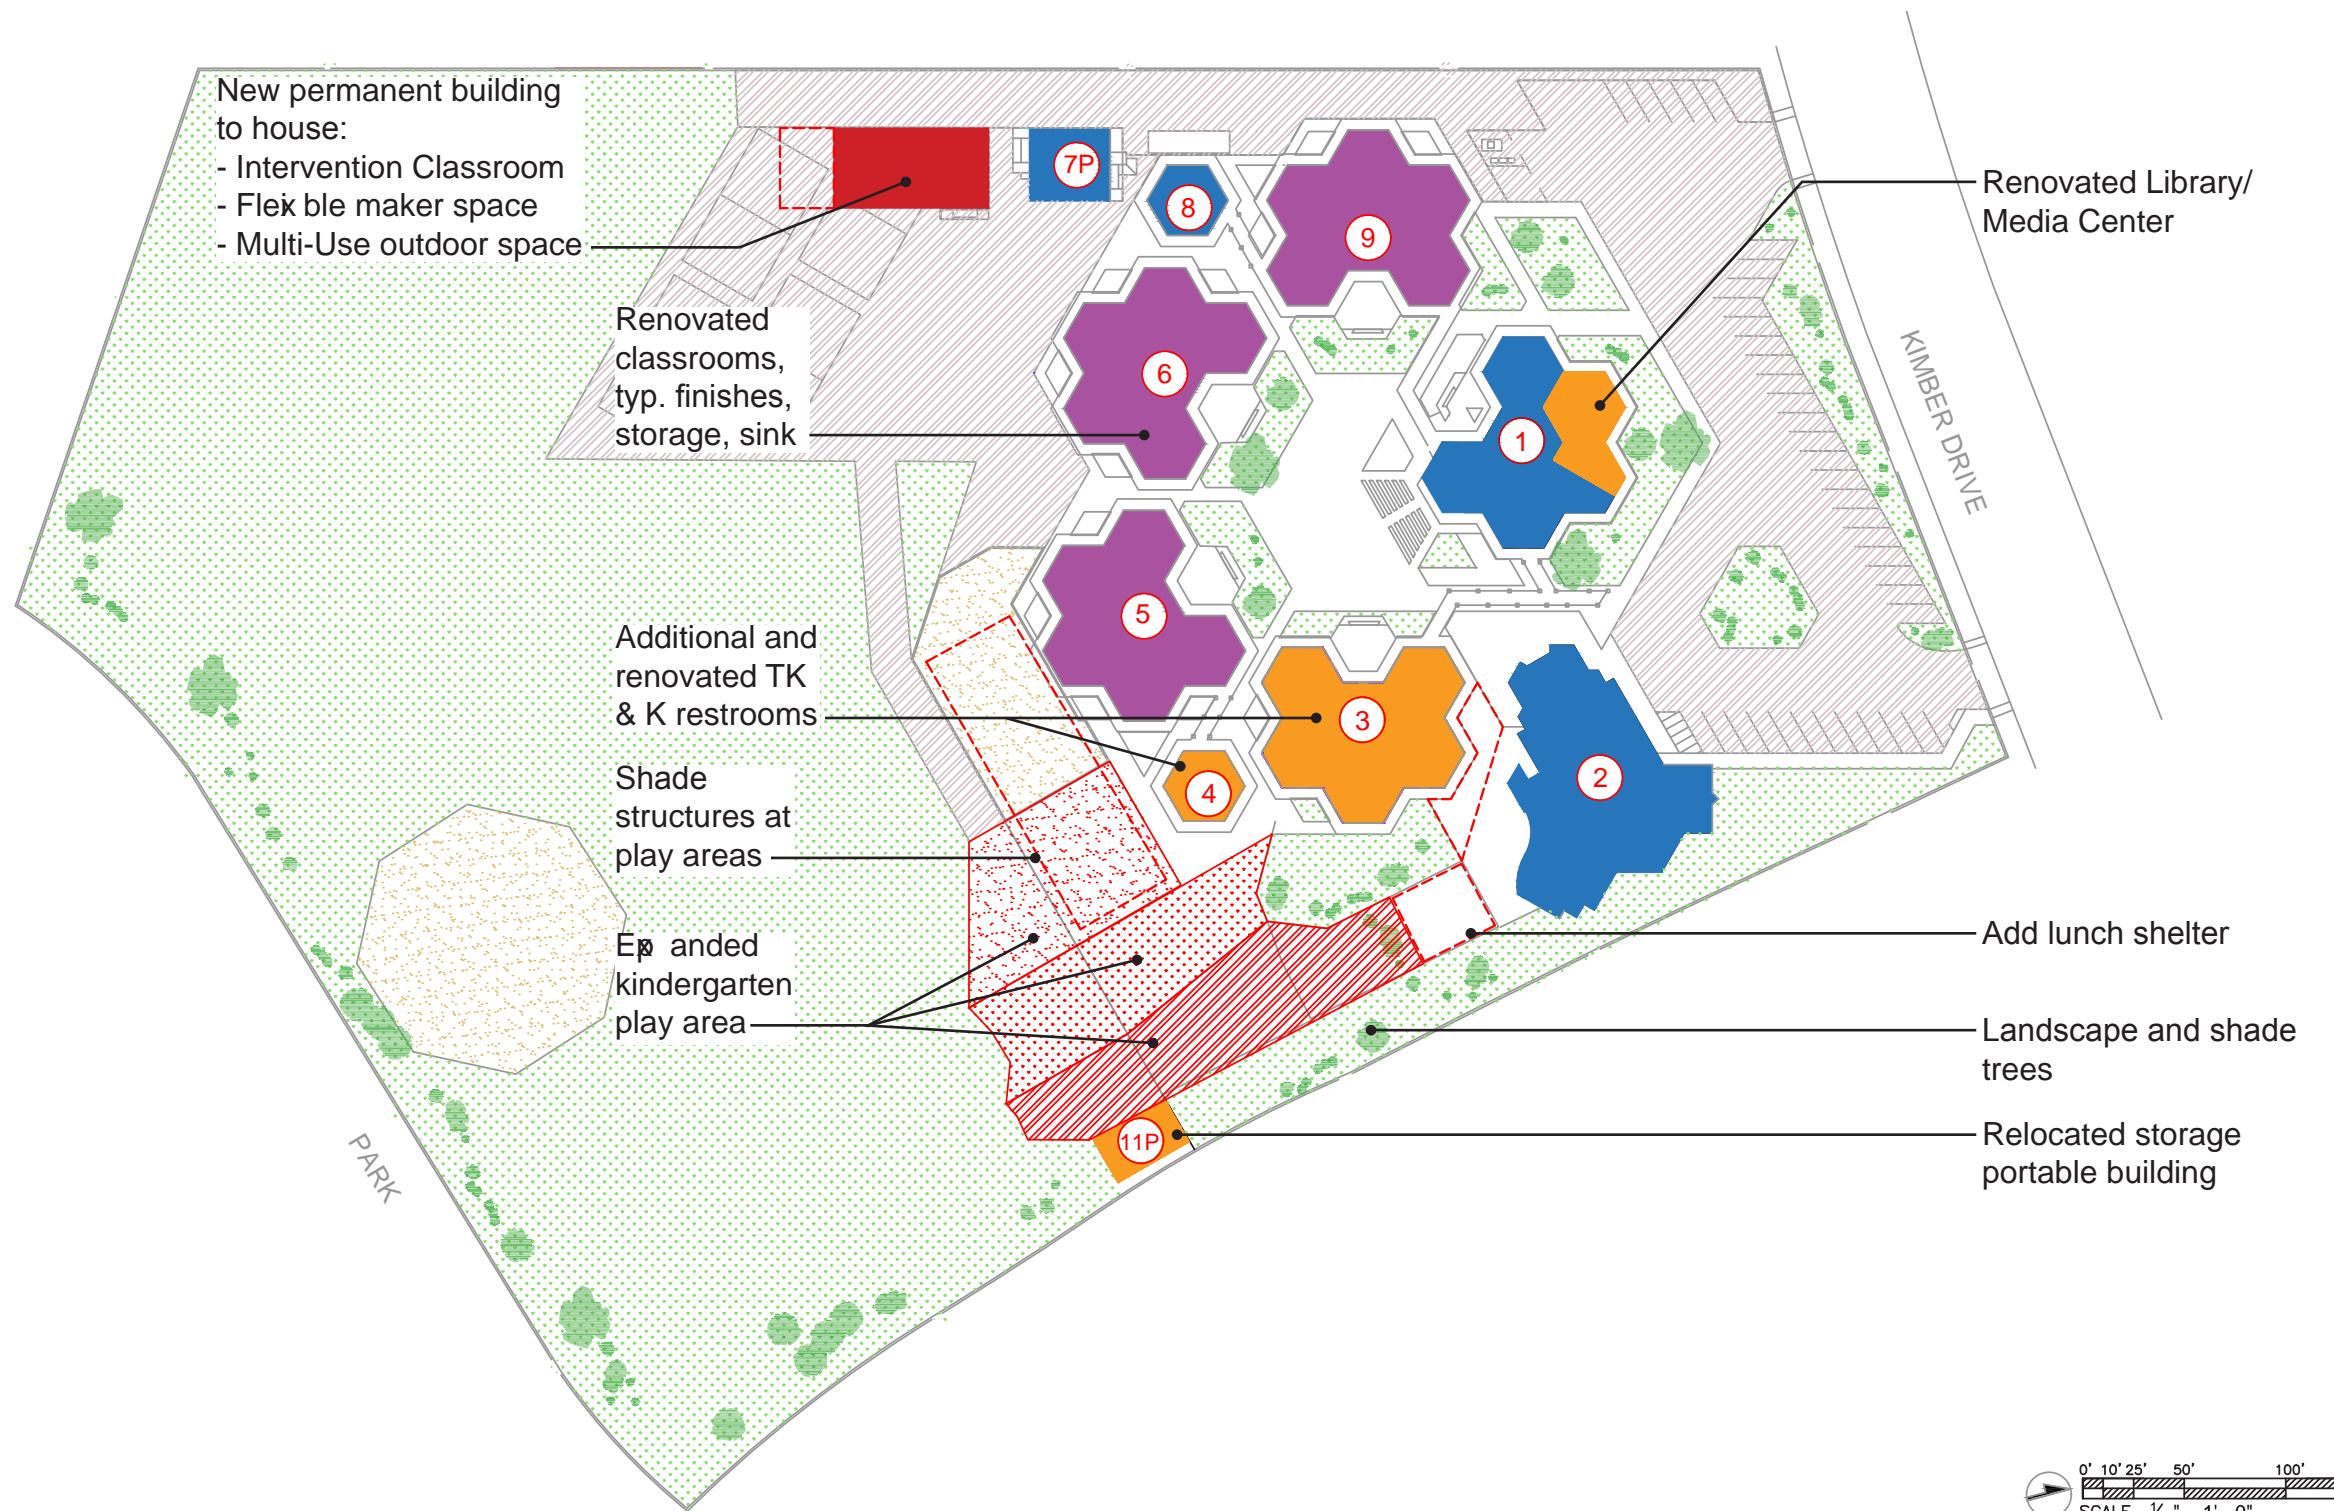 New permanent building
to house:
- Intervention Classroom
- Flexible maker space
- Multi-Use outdoor space
7P
8
9
Renovated Library/
Media Center
Renovated
classrooms,
typ. finishes,
storage, sink
6
1
KIMBER DRIVE
5
Additional and
renovated TK
& K restrooms
3
4
2
Shade
structures at
play areas
Expanded
kindergarten
play area
Add lunch shelter
Landscape and shade
trees
11P
Relocated storage
portable building
PARK
0' 10' 25' 50' 100'
SCALE